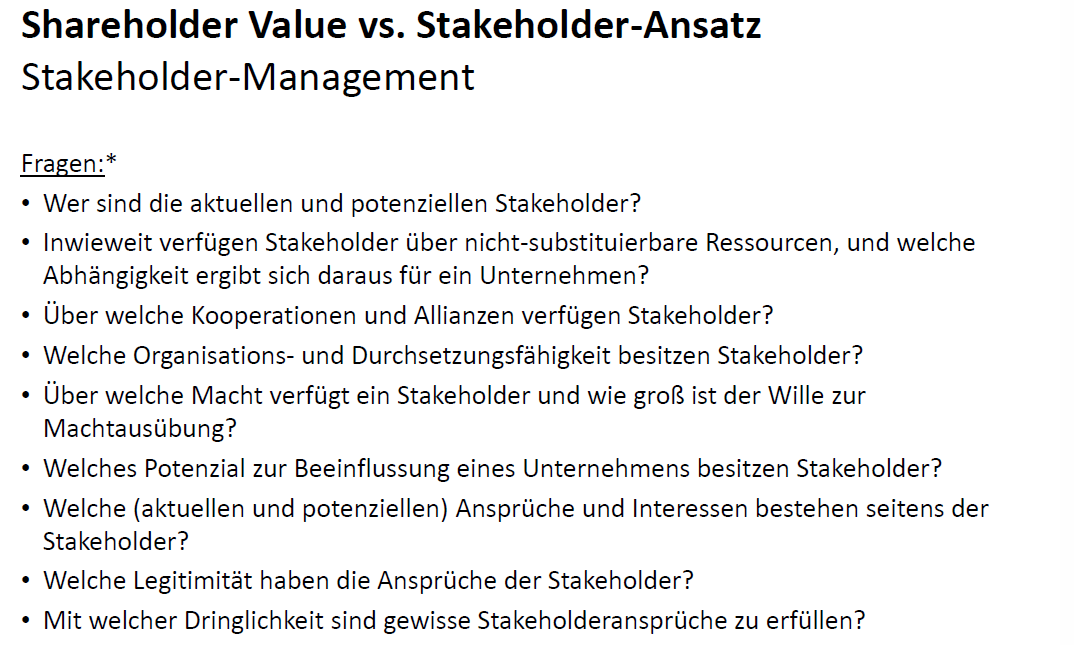 Shareholder Value vs. Stakeholder-Ansatz
Stakeholder-Management
Fragen:*
• Wer sind die aktuellen und potenziellen Stakeholder?
• Inwieweit verfügen Stakeholder über nicht-substituierbare Ressourcen, und welche
Abhängigkeit ergibt sich daraus für ein Unternehmen?
• Über welche Kooperationen und Allianzen verfügen Stakeholder?
• Welche Organisations- und Durchsetzungsfähigkeit besitzen Stakeholder?
• Über welche Macht verfügt ein Stakeholder und wie groß ist der Wille zur
Machtausübung?
• Welches Potenzial zur Beeinflussung eines Unternehmens besitzen Stakeholder?
• Welche (aktuellen und potenziellen) Ansprüche und Interessen bestehen seitens der
Stakeholder?
• Welche Legitimität haben die Ansprüche der Stakeholder?
• Mit welcher Dringlichkeit sind gewisse Stakeholderansprüche zu erfüllen?